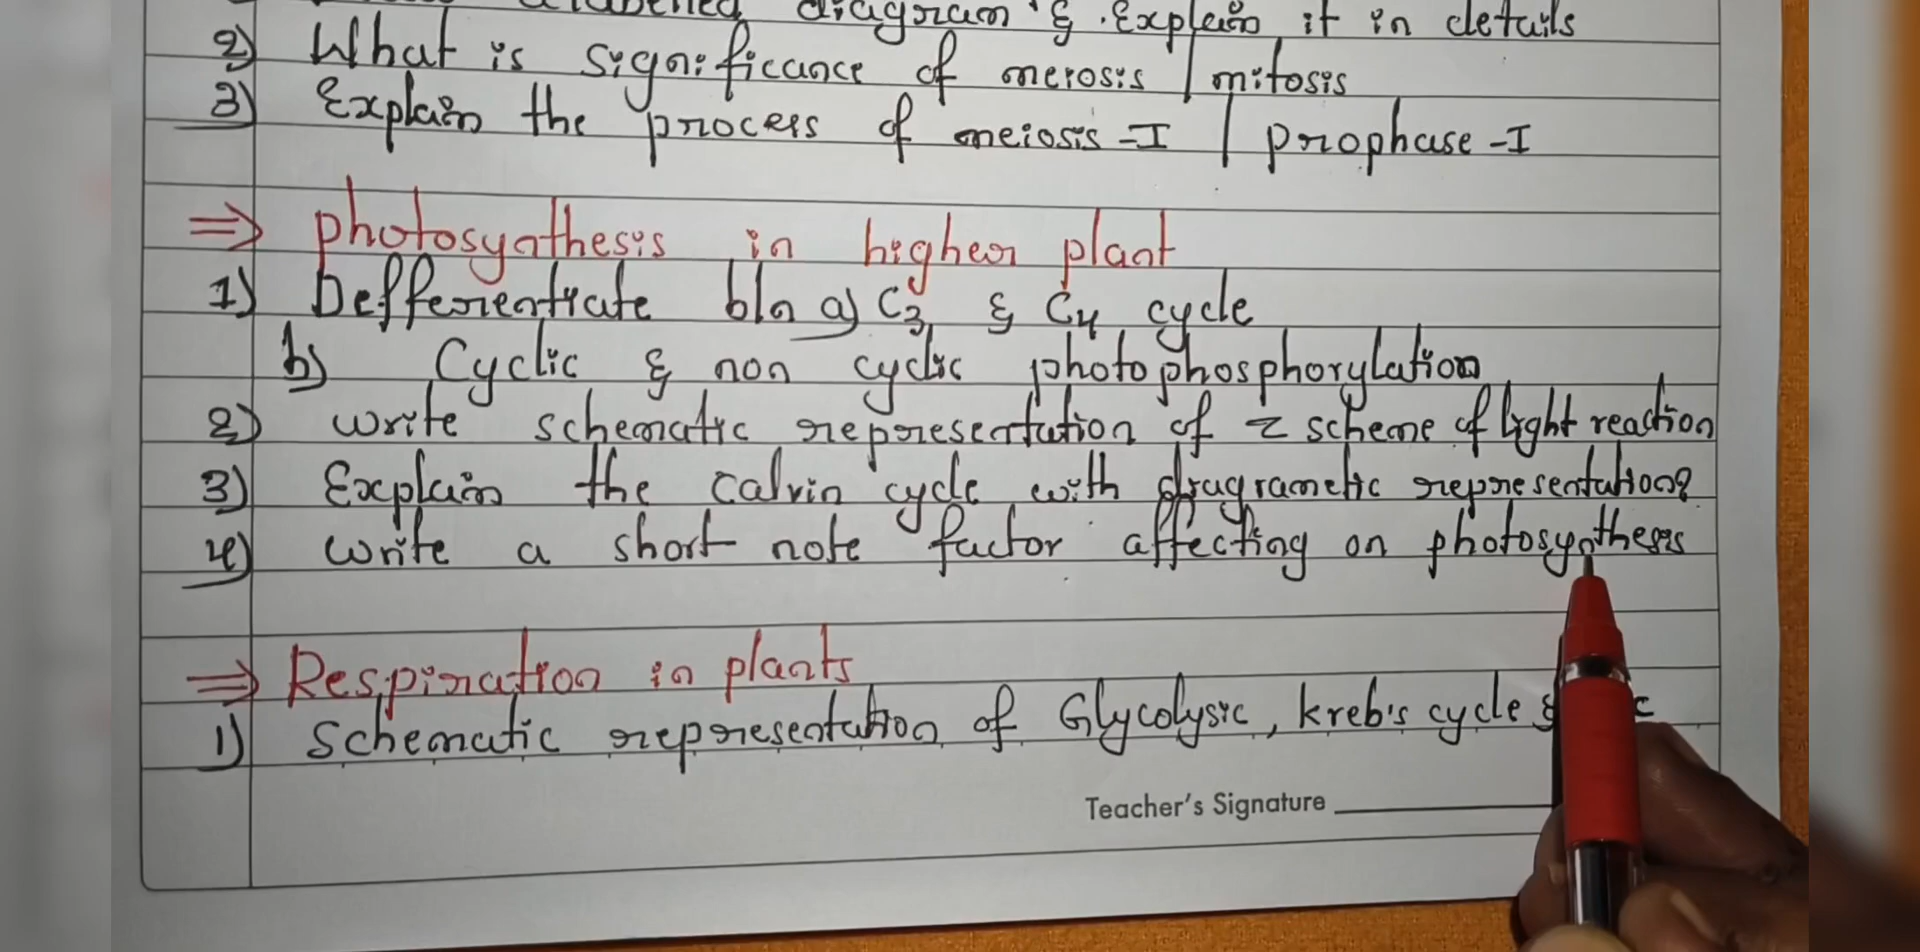 diagram & Explain it in details
2) What is significance of meiosis | mitosis
3) Explain the process of meiosis -I | prophase -I
⇒ Photosynthesis in higher plant
1) Defferentiate b/n a) C3 & C4 cycle
b) Cyclic & non cyclic photophosphorylation
2) write schematic representation of z scheme of light reaction
3) Explain the calvin cycle with diagrametic representation?
4) write a short note factor affecting on photosynthesis
⇒ Respiration in plants
1) Schematic representation of Glycolysic, kreb's cycle &
Teacher's Signature